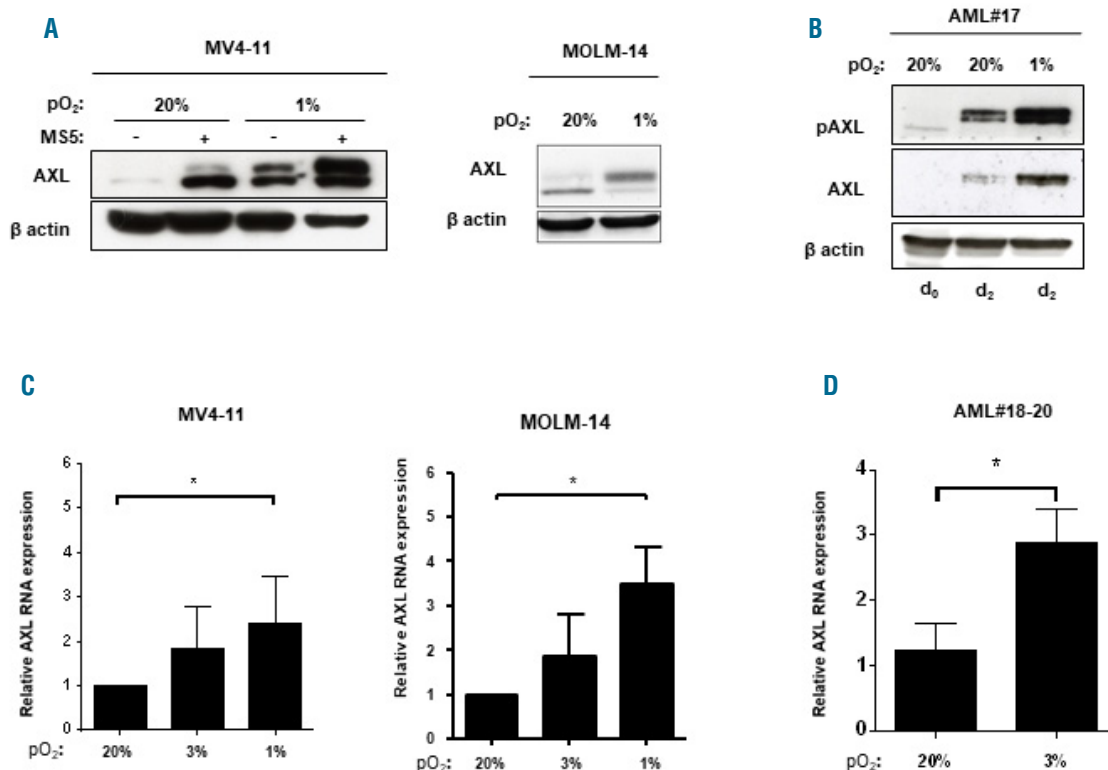 A
MV4-11
pO₂: 20% 1%
MS5: - + - +
AXL
β actin
MOLM-14
pO₂: 20% 1%
AXL
β actin
B
AML#17
pO₂: 20% 20% 1%
pAXL
AXL
β actin
d₀ d₂ d₂
C
MV4-11
Relative AXL RNA expression
6
5
4
3
2
1
0
*
pO₂: 20% 3% 1%
MOLM-14
Relative AXL RNA expression
6
5
4
3
2
1
0
*
pO₂: 20% 3% 1%
D
AML#18-20
Relative AXL RNA expression
4
3
2
1
0
*
pO₂: 20% 3%